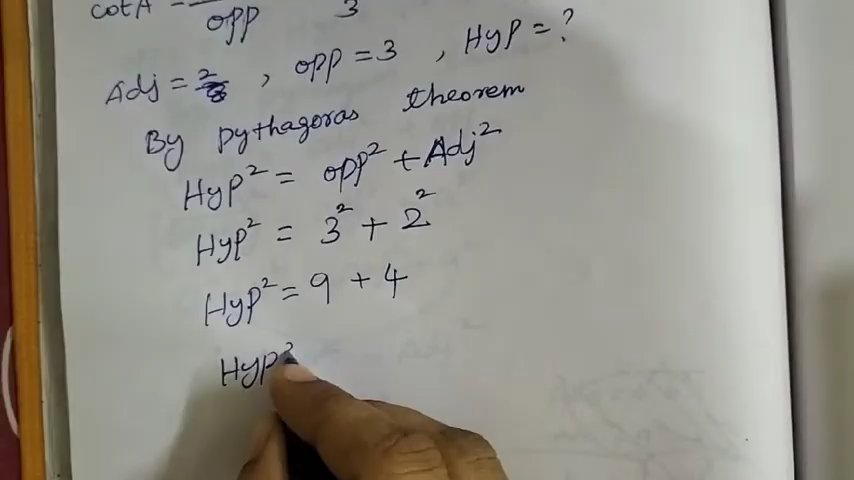 cotA = opp 3
Adj = 2, opp = 3, Hyp = ?
By pythagoras theorem
Hyp² = opp² + Adj²
Hyp² = 3² + 2²
Hyp² = 9 + 4
Hyp²